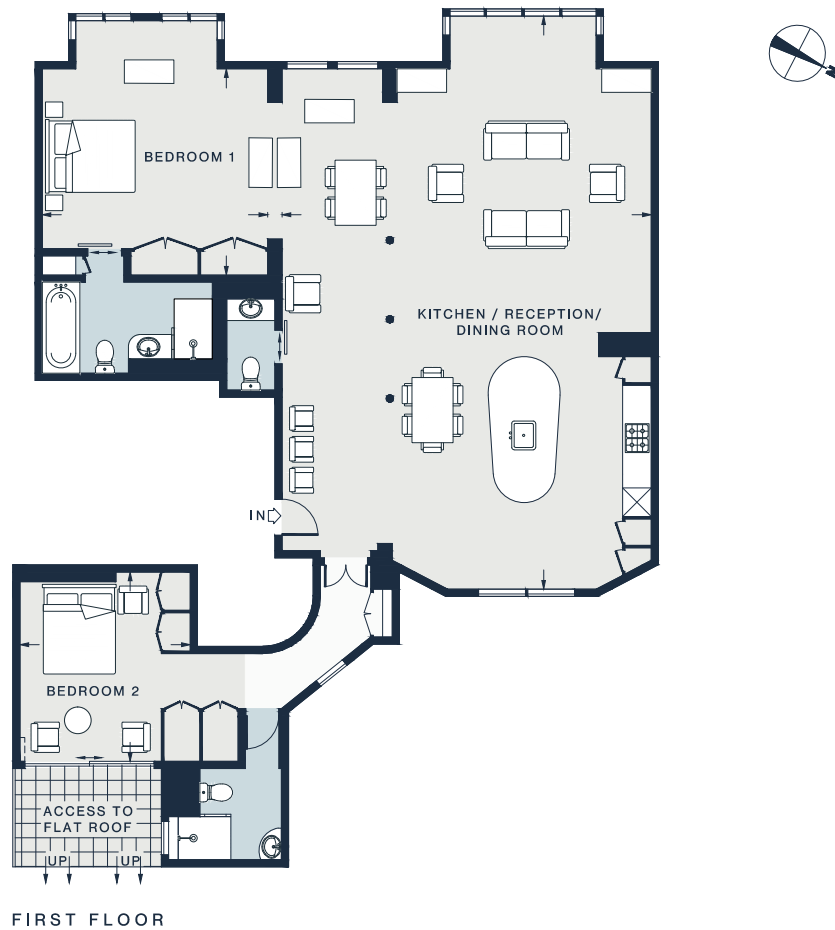 N
BEDROOM 1
KITCHEN / RECEPTION/
DINING ROOM
IN
BEDROOM 2
ACCESS TO
FLAT ROOF
UP UP
FIRST FLOOR